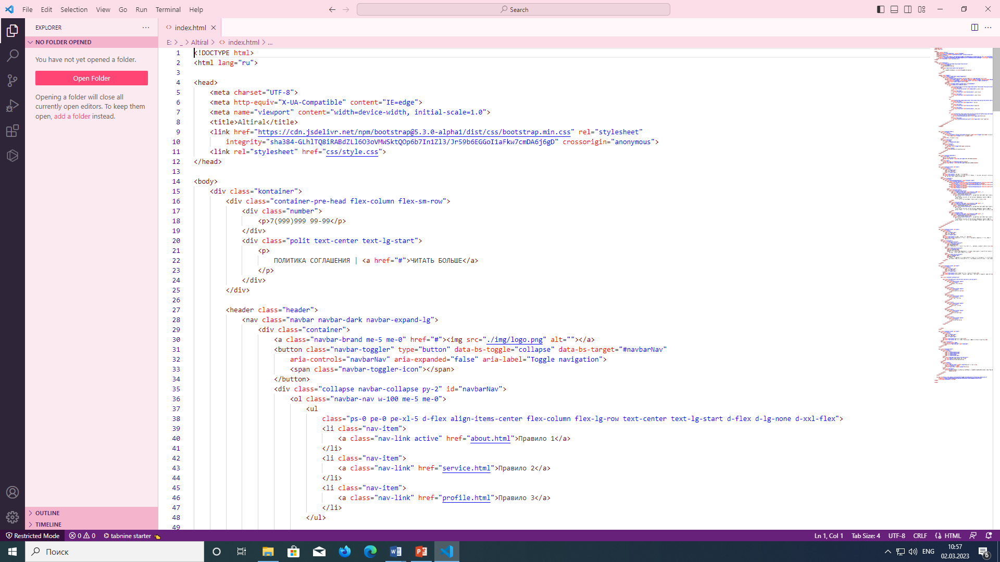 File Edit Selection View Go Run Terminal Help
Search
EXPLORER
index.html
NO FOLDER OPENED
E: > _ > Altíral > index.html > ...
You have not yet opened a folder.
Open Folder
Opening a folder will close all
currently open editors. To keep them
open, add a folder instead.
1 <!DOCTYPE html>
2 <html lang="ru">
3
4 <head>
5 <meta charset="UTF-8">
6 <meta http-equiv="X-UA-Compatible" content="IE=edge">
7 <meta name="viewport" content="width=device-width, initial-scale=1.0">
8 <title>Altiral</title>
9 <link href="https://cdn.jsdelivr.net/npm/bootstrap@5.3.0-alpha1/dist/css/bootstrap.min.css" rel="stylesheet"
10 integrity="sha384-GLhlTQ8iRABdZLl6O3oVMWSktQOp6b7In1Zl3/Jr59b6EGGoI1aFkw7cmDA6j6gD" crossorigin="anonymous">
11 <link rel="stylesheet" href="css/style.css">
12 </head>
13
14 <body>
15 <div class="kontainer">
16 <div class="container-pre-head flex-column flex-sm-row">
17 <div class="number">
18 <p>7(999)999 99-99</p>
19 </div>
20 <div class="polit text-center text-lg-start">
21 <p>
22 ПОЛИТИКА СОГЛАШЕНИЯ | <a href="#">ЧИТАТЬ БОЛЬШЕ</a>
23 </p>
24 </div>
25 </div>
26
27 <header class="header">
28 <nav class="navbar navbar-dark navbar-expand-lg">
29 <div class="container">
30 <a class="navbar-brand me-5 me-0" href="#"><img src="./img/logo.png" alt=""></a>
31 <button class="navbar-toggler" type="button" data-bs-toggle="collapse" data-bs-target="#navbarNav"
32 aria-controls="navbarNav" aria-expanded="false" aria-label="Toggle navigation">
33 <span class="navbar-toggler-icon"></span>
34 </button>
35 <div class="collapse navbar-collapse py-2" id="navbarNav">
36 <ol class="navbar-nav w-100 me-5 me-0">
37 <ul
38 class="ps-0 pe-0 pe-xl-5 d-flex align-items-center flex-column flex-lg-row text-center text-lg-start d-flex d-lg-none d-xxl-flex">
39 <li class="nav-item">
40 <a class="nav-link active" href="about.html">Правило 1</a>
41 </li>
42 <li class="nav-item">
43 <a class="nav-link" href="service.html">Правило 2</a>
44 </li>
45 <li class="nav-item">
46 <a class="nav-link" href="profile.html">Правило 3</a>
47 </li>
48 </ul>
49
OUTLINE
TIMELINE
Restricted Mode 0 0 tabnine starter Ln 1, Col 1 Tab Size: 4 UTF-8 CRLF HTML
Поиск
ENG
10:57
02.03.2023
6